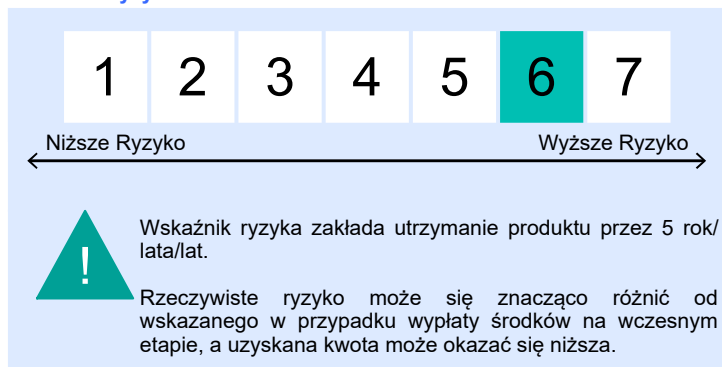 1 2 3 4 5 6 7
Niższe Ryzyko Wyższe Ryzyko
!
Wskaźnik ryzyka zakłada utrzymanie produktu przez 5 rok/
lata/lat.
Rzeczywiste ryzyko może się znacząco różnić od
wskazanego w przypadku wypłaty środków na wczesnym
etapie, a uzyskana kwota może okazać się niższa.